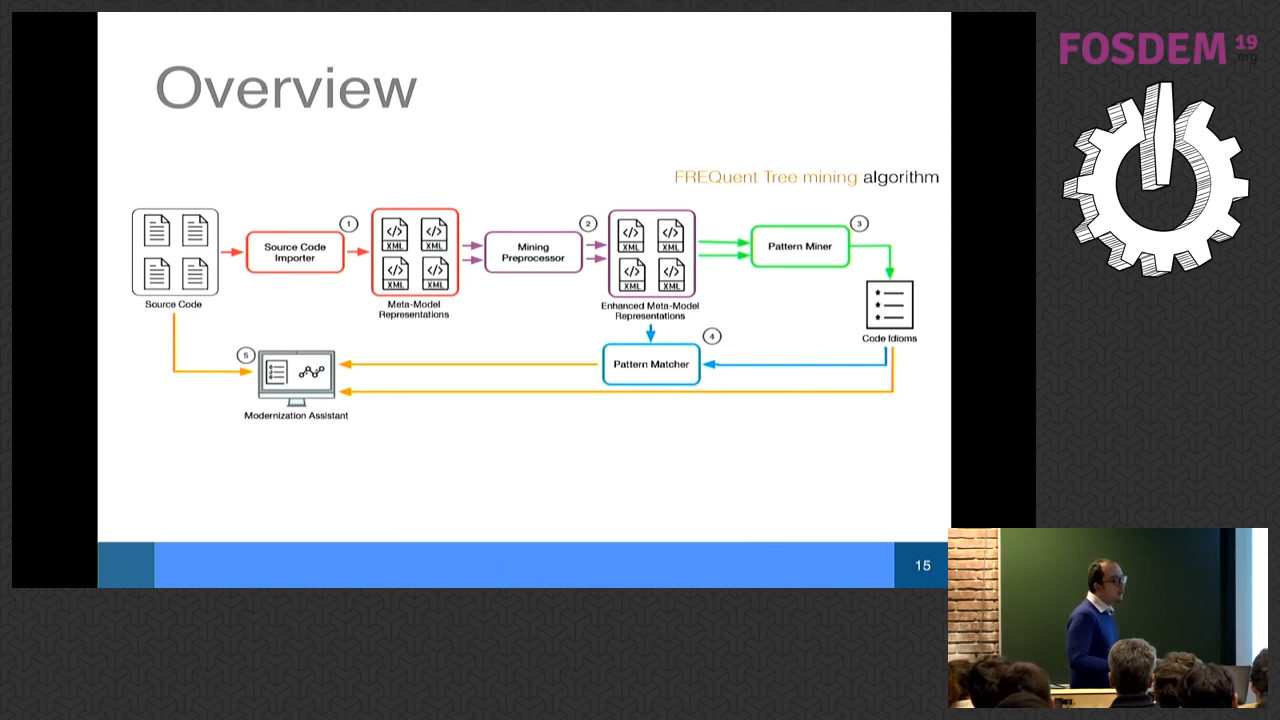 FOSDEM 19
.org
Overview
FREQuent Tree mining algorithm
1
2
3
Source Code
Importer
Mining
Preprocessor
Pattern Miner
XML XML
XML XML
XML XML
XML XML
Source Code
Meta-Model
Representations
Enhanced Meta-Model
Representations
Code Idioms
4
Pattern Matcher
5
Modernization Assistant
15